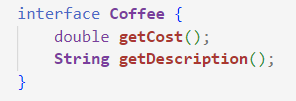 interface Coffee {
    double getCost();
    String getDescription();
}